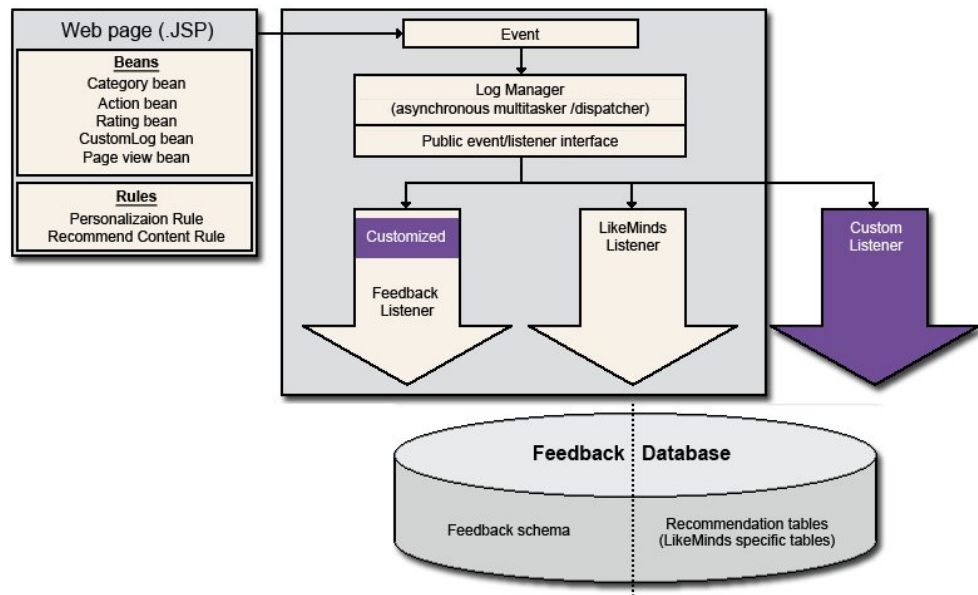 Web page (.JSP)
Beans
Category bean
Action bean
Rating bean
CustomLog bean
Page view bean
Rules
Personalizaion Rule
Recommend Content Rule
Event
Log Manager
(asynchronous multitasker /dispatcher)
Public event/listener interface
Customized
Feedback
Listener
LikeMinds
Listener
Custom
Listener
Feedback Database
Feedback schema
Recommendation tables
(LikeMinds specific tables)